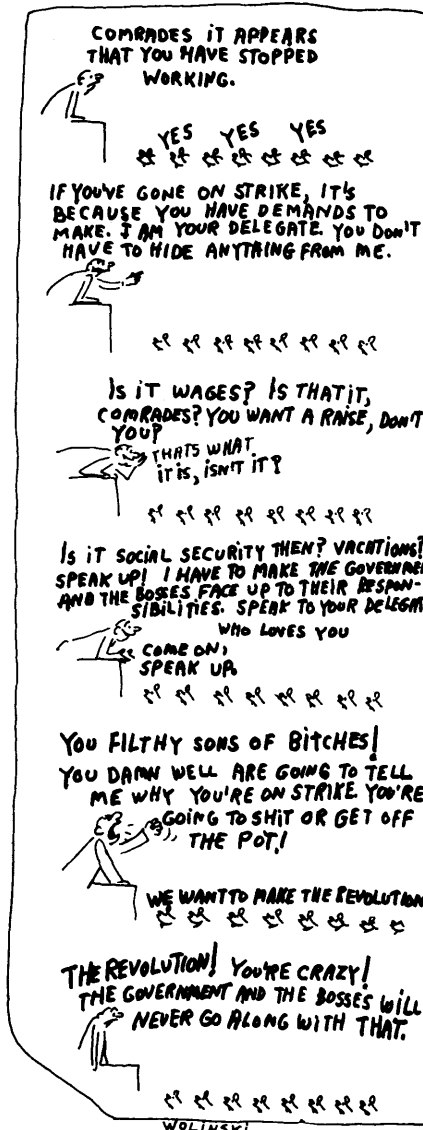 COMRADES IT APPEARS
THAT YOU HAVE STOPPED
WORKING.
YES YES YES
IF YOU'VE GONE ON STRIKE, IT'S
BECAUSE YOU HAVE DEMANDS TO
MAKE. I AM YOUR DELEGATE. YOU DON'T
HAVE TO HIDE ANYTHING FROM ME.
IS IT WAGES? IS THAT IT,
COMRADES? YOU WANT A RAISE, DON'T
YOU?
THATS WHAT
IT IS, ISN'T IT?
IS IT SOCIAL SECURITY THEN? VACATIONS?
SPEAK UP! I HAVE TO MAKE THE GOVERNMEN
AND THE BOSSES FACE UP TO THEIR RESPON-
SIBILITIES. SPEAK TO YOUR DELEGAT
WHO LOVES YOU
COME ON,
SPEAK UP.
YOU FILTHY SONS OF BITCHES!
YOU DAMN WELL ARE GOING TO TELL
ME WHY YOU'RE ON STRIKE. YOU'RE
GOING TO SHIT OR GET OFF
THE POT!
WE WANT TO MAKE THE REVOLUTION
THE REVOLUTION! YOU'RE CRAZY!
THE GOVERNMENT AND THE BOSSES WILL
NEVER GO ALONG WITH THAT.
WOLINSKI